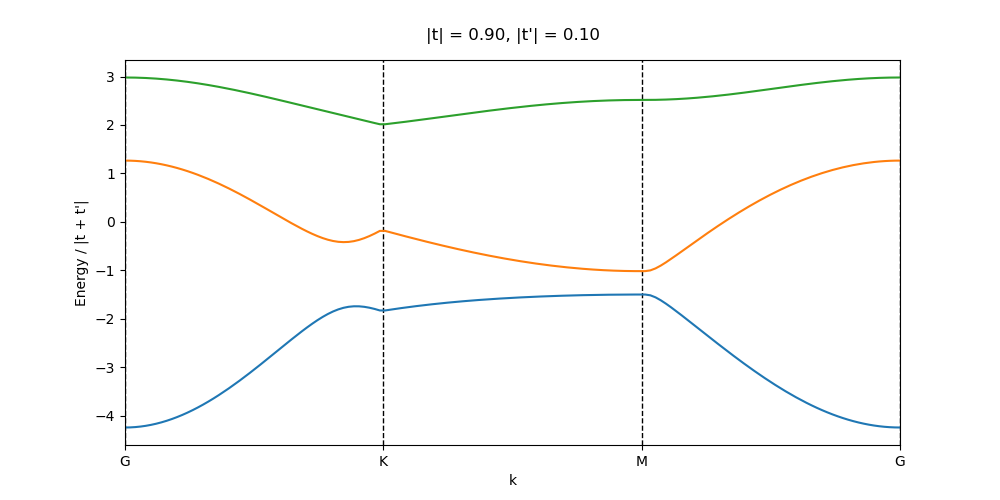 |t| = 0.90, |t'| = 0.10
Energy / |t + t'|
3
2
1
0
−1
−2
−3
−4
G K M G
k